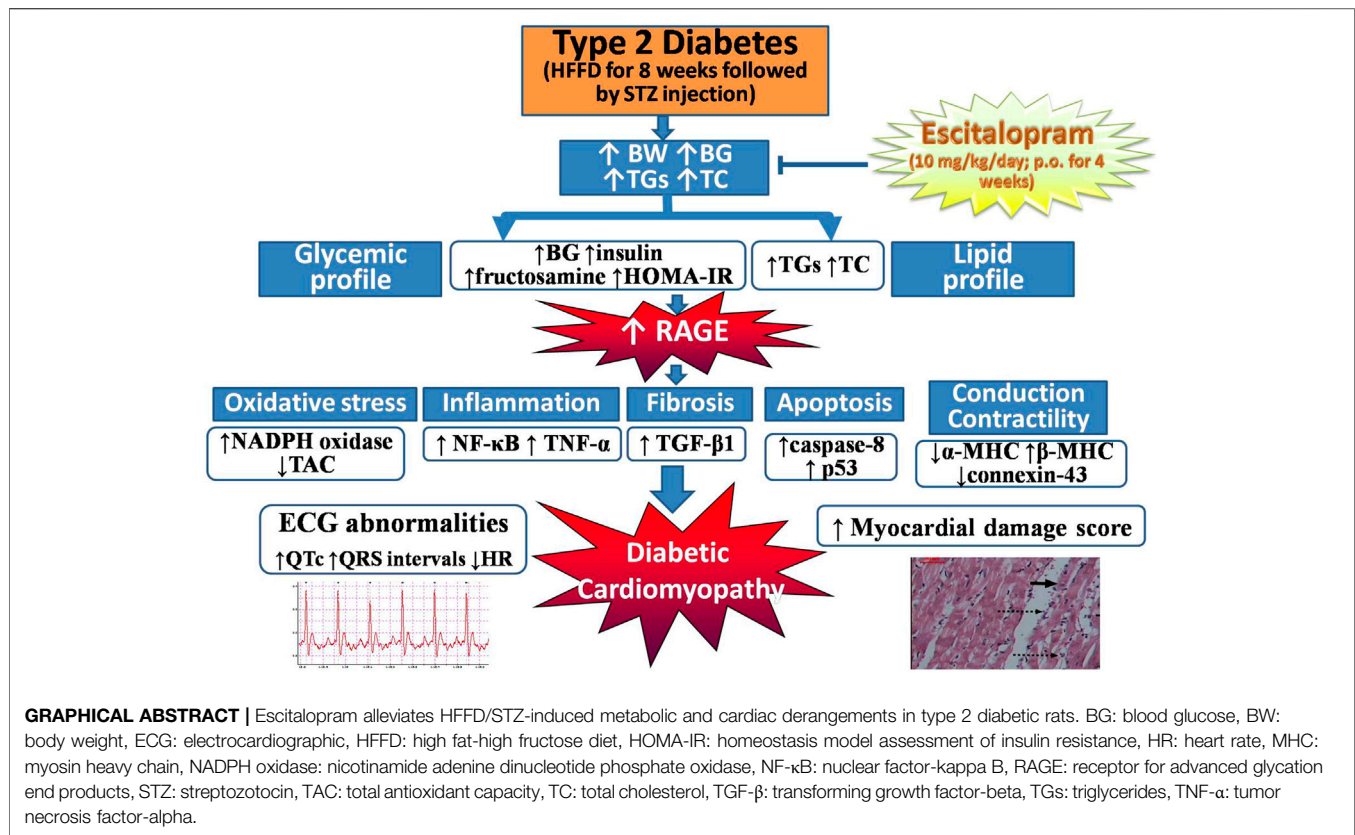 Type 2 Diabetes
(HFFD for 8 weeks followed
by STZ injection)
↑ BW ↑ BG
↑TGs ↑TC
Escitalopram
(10 mg/kg/day; p.o. for 4
weeks)
Glycemic
profile
↑BG ↑insulin
↑fructosamine ↑HOMA-IR
↑TGs ↑TC
Lipid
profile
↑ RAGE
Oxidative stress
↑NADPH oxidase
↓TAC
Inflammation
↑ NF-κB ↑ TNF-α
Fibrosis
↑ TGF-β1
Apoptosis
↑caspase-8
↑ p53
Conduction
Contractility
↓α-MHC ↑β-MHC
↓connexin-43
ECG abnormalities
↑QTc ↑QRS intervals ↓HR
Diabetic
Cardiomyopathy
↑ Myocardial damage score
GRAPHICAL ABSTRACT | Escitalopram alleviates HFFD/STZ-induced metabolic and cardiac derangements in type 2 diabetic rats. BG: blood glucose, BW:
body weight, ECG: electrocardiographic, HFFD: high fat-high fructose diet, HOMA-IR: homeostasis model assessment of insulin resistance, HR: heart rate, MHC:
myosin heavy chain, NADPH oxidase: nicotinamide adenine dinucleotide phosphate oxidase, NF-κB: nuclear factor-kappa B, RAGE: receptor for advanced glycation
end products, STZ: streptozotocin, TAC: total antioxidant capacity, TC: total cholesterol, TGF-β: transforming growth factor-beta, TGs: triglycerides, TNF-α: tumor
necrosis factor-alpha.